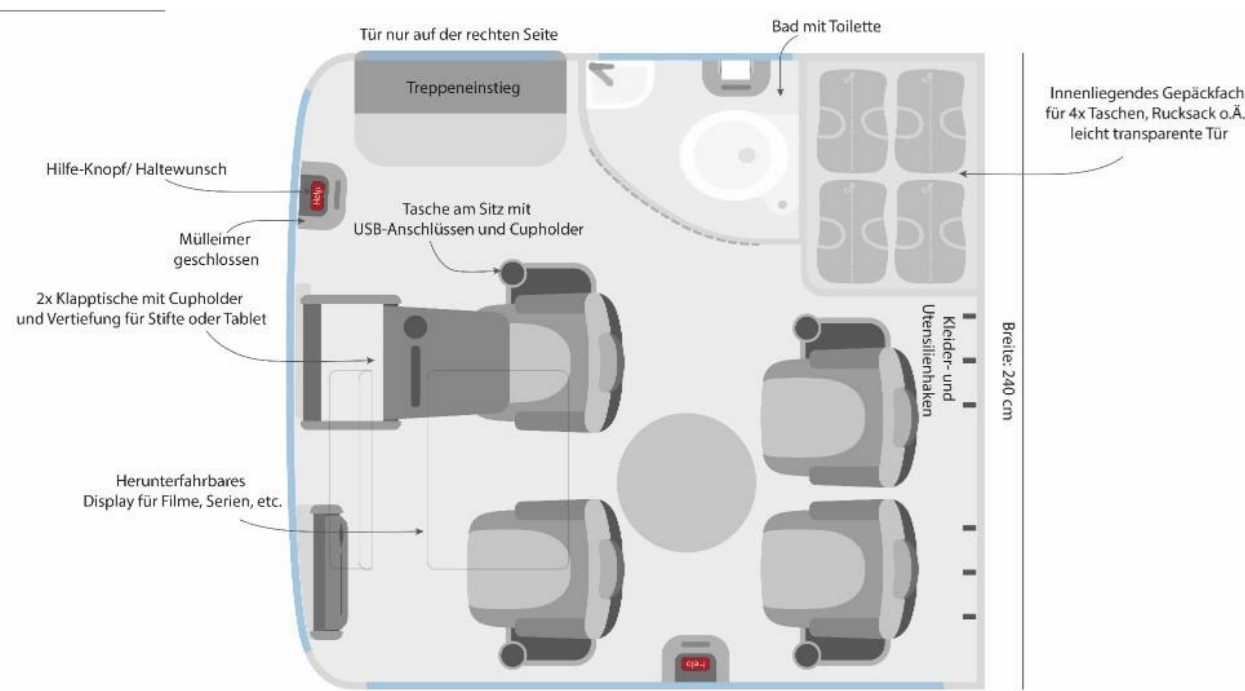 Tür nur auf der rechten Seite
Bad mit Toilette
Treppeneinstieg
Innenliegendes Gepäckfach
für 4x Taschen, Rucksack o.Ä.
leicht transparente Tür
Hilfe-Knopf/ Haltewunsch
Help
Mülleimer
geschlossen
Tasche am Sitz mit
USB-Anschlüssen und Cupholder
2x Klapptische mit Cupholder
und Vertiefung für Stifte oder Tablet
Kleider- und
Utensilienhaken
Breite: 240 cm
Herunterfahrbares
Display für Filme, Serien, etc.
Help